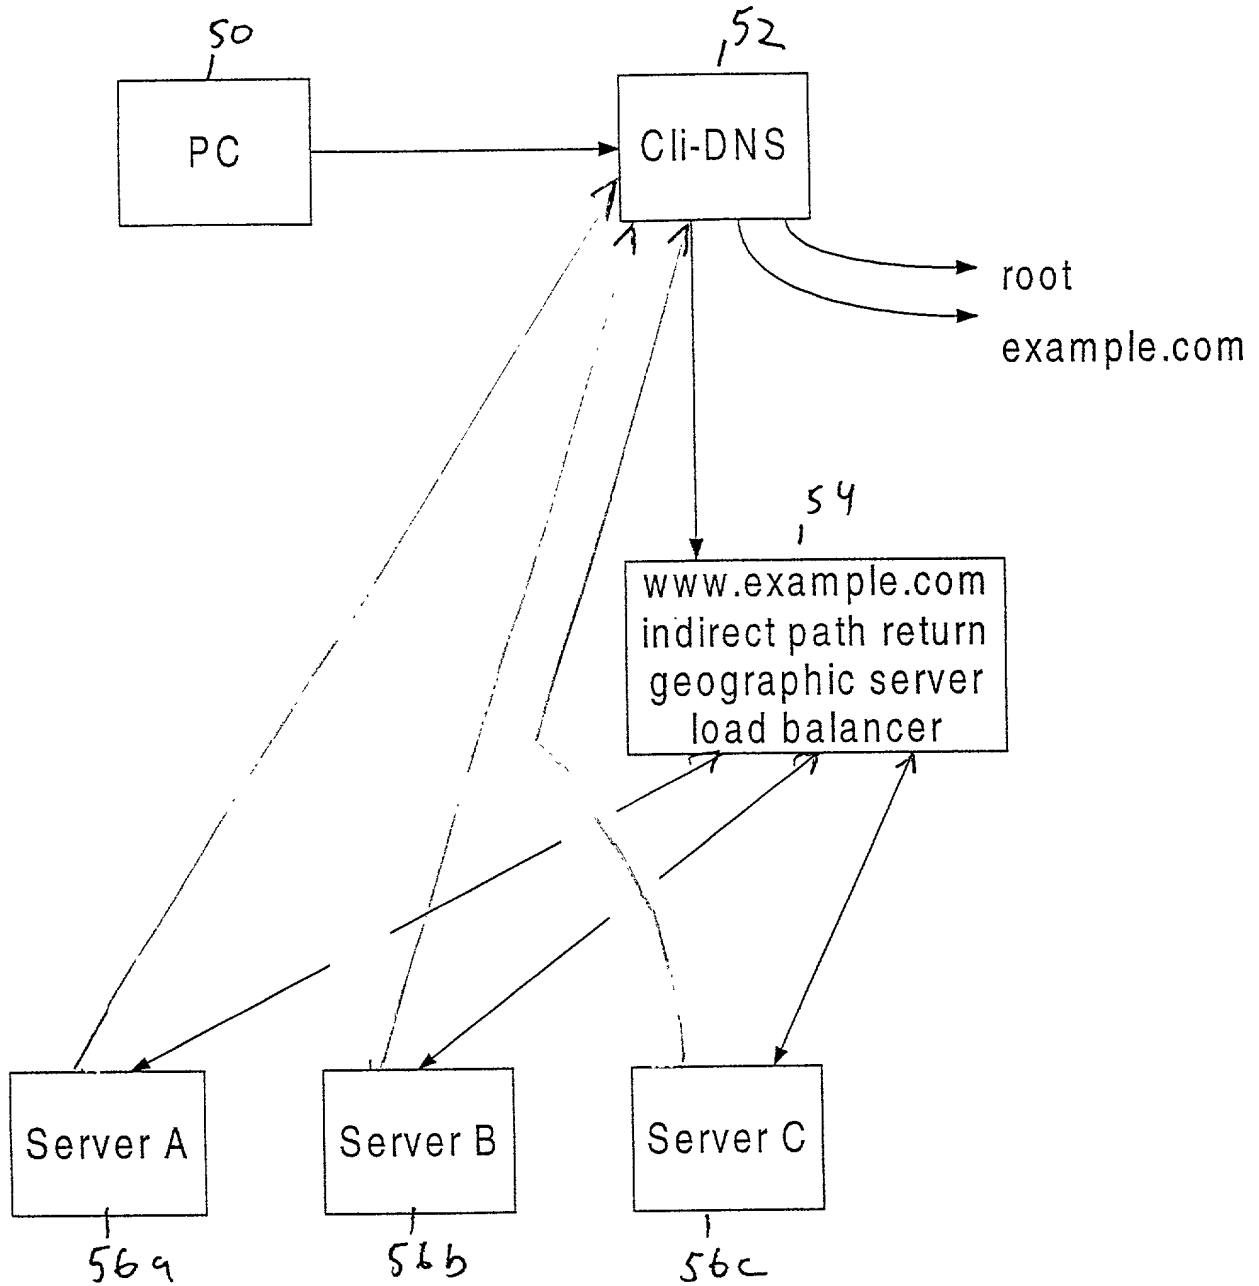 50
52
PC
Cli-DNS
root
example.com
54
www.example.com
indirect path return
geographic server
load balancer
Server A
Server B
Server C
56a
56b
56c